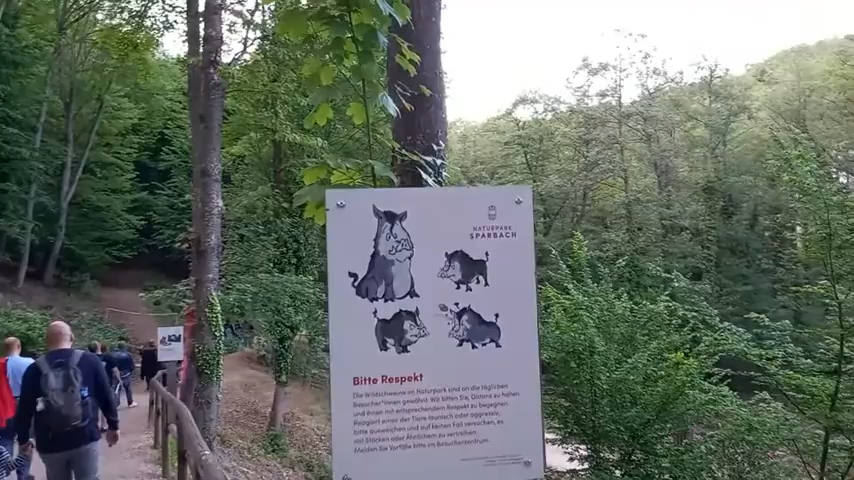 NATURPARK
SPARBACH
Bitte Respekt
Die Wildschweine im Naturpark sind an die täglichen
Besucher*innen gewöhnt. Wir bitten Sie, Distanz zu halten
und ihnen mit entsprechendem Respekt zu begegnen.
Reagiert eines der Tiere itritiert oder aggressiv,
bitte ausweichen und auf keinen Fall versuchen, es
mit Stöcken oder Ähnlichem zu vertreiben.
Melden Sie Vorfälle bitte im Besucherzentrum.